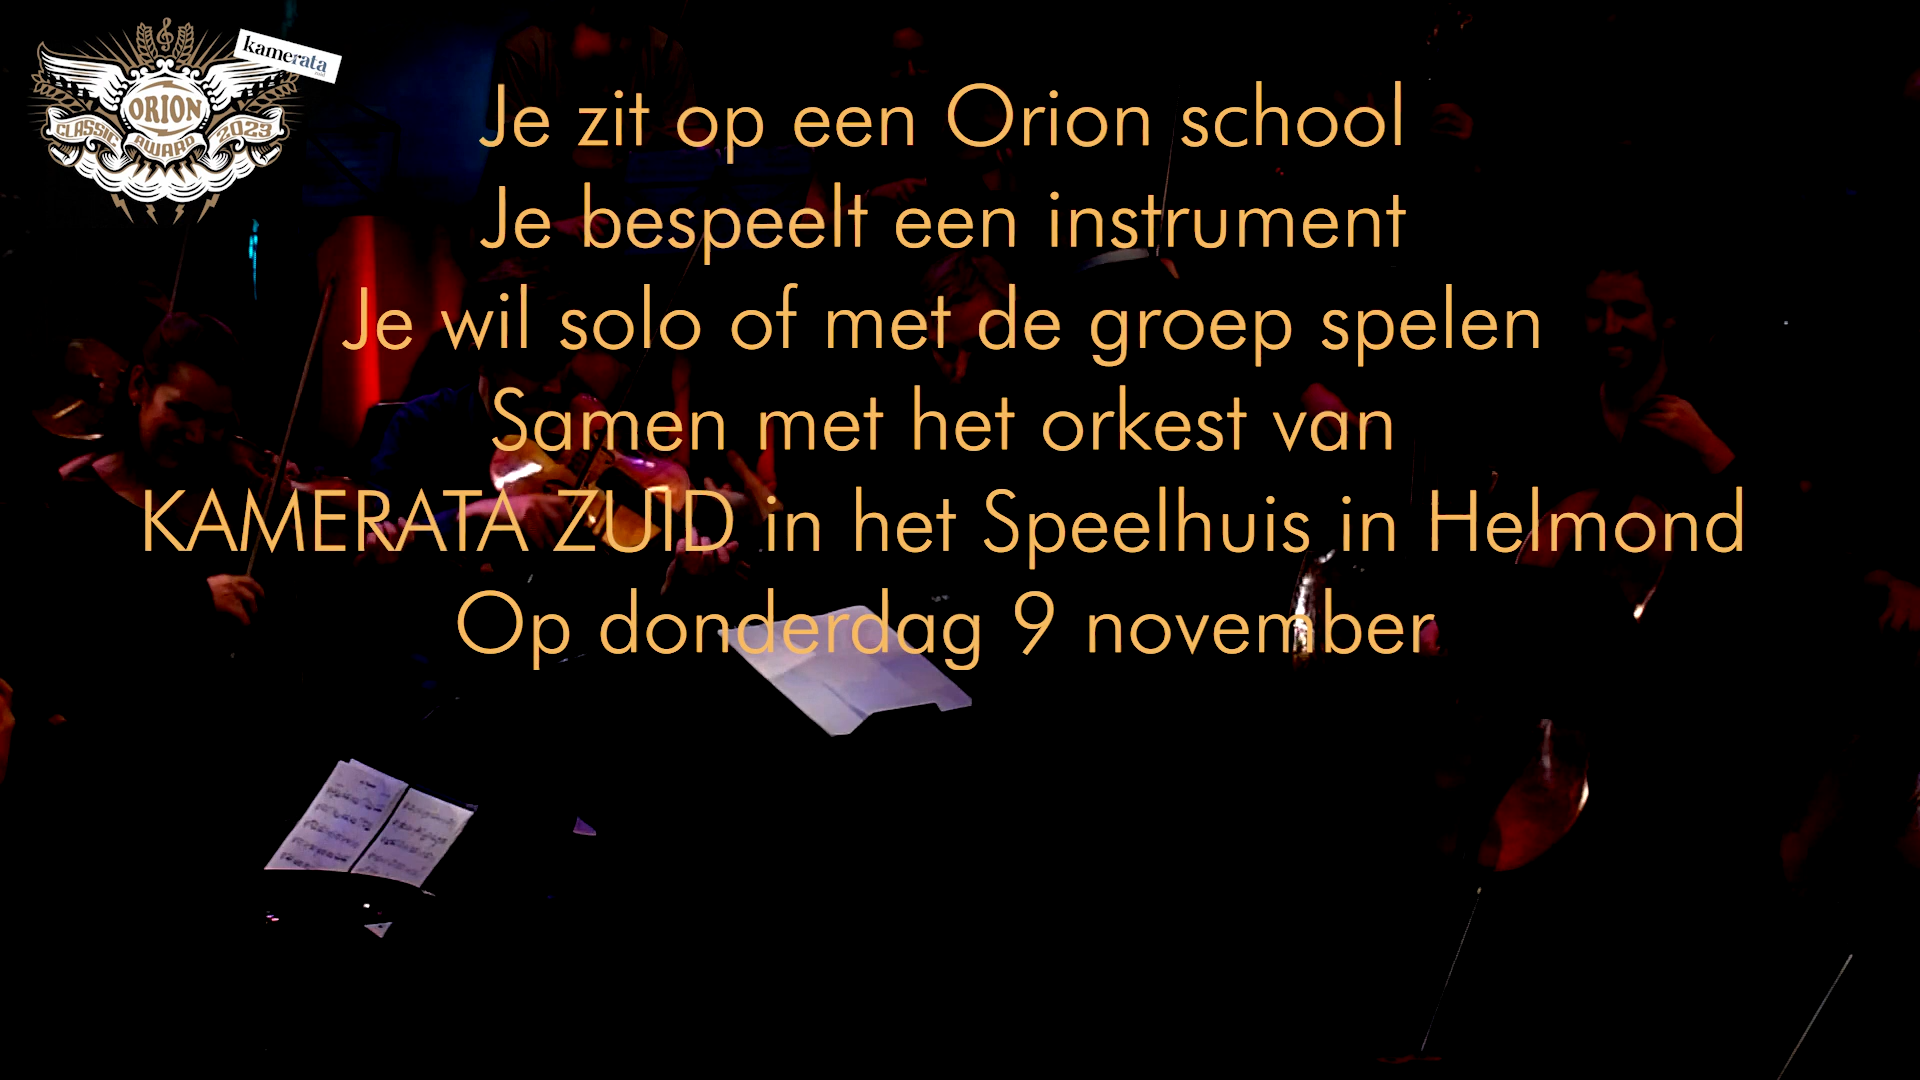 kamerata
ORION
CLASSIC AWARD 2023
Je zit op een Orion school
Je bespeelt een instrument
Je wil solo of met de groep spelen
Samen met het orkest van
KAMERATA ZUID in het Speelhuis in Helmond
Op donderdag 9 november